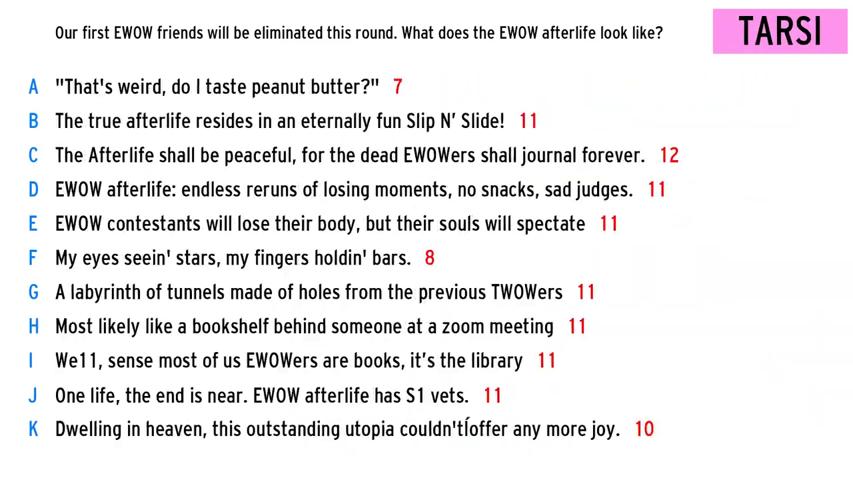 Our first EWOW friends will be eliminated this round. What does the EWOW afterlife look like?
TARSI
A "That's weird, do I taste peanut butter?" 7
B The true afterlife resides in an eternally fun Slip N' Slide! 11
C The Afterlife shall be peaceful, for the dead EWOWers shall journal forever. 12
D EWOW afterlife: endless reruns of losing moments, no snacks, sad judges. 11
E EWOW contestants will lose their body, but their souls will spectate 11
F My eyes seein' stars, my fingers holdin' bars. 8
G A labyrinth of tunnels made of holes from the previous TWOWers 11
H Most likely like a bookshelf behind someone at a zoom meeting 11
I We11, sense most of us EWOWers are books, it's the library 11
J One life, the end is near. EWOW afterlife has S1 vets. 11
K Dwelling in heaven, this outstanding utopia couldn'tÍoffer any more joy. 10